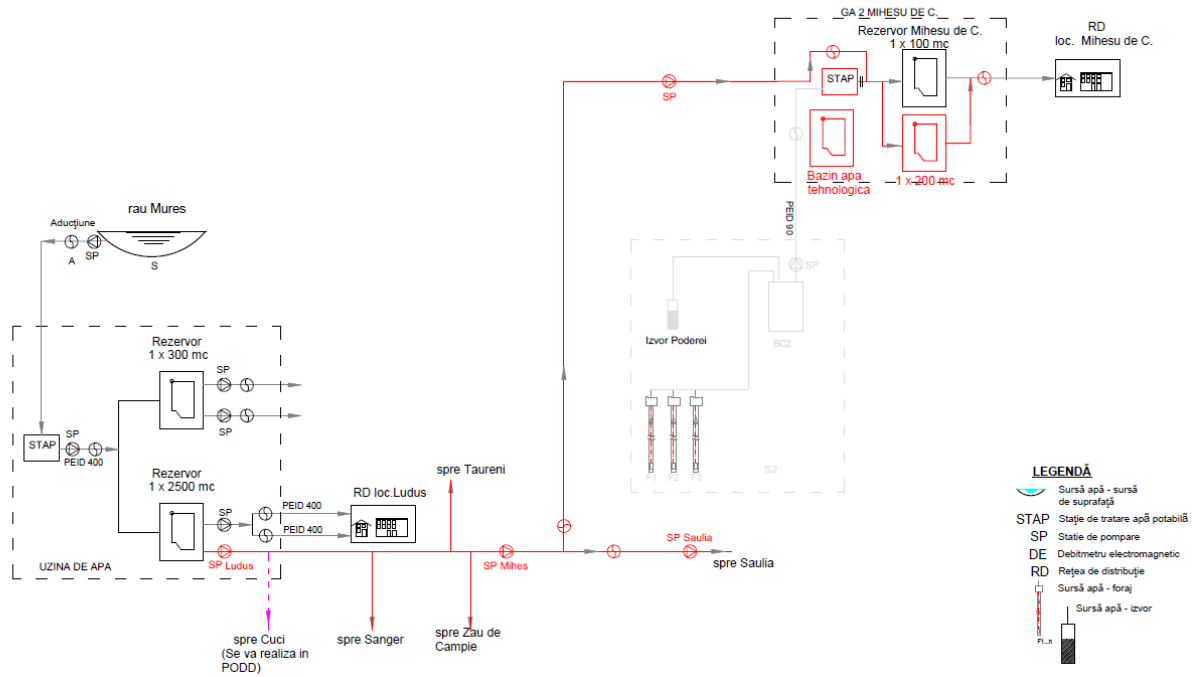 GA 2 MIHESU DE C.
Rezervor Mihesu de C.
1 x 100 mc
RD
loc. Mihesu de C.
STAP
SP
Bazin apa
tehnologica
1 x 200 mc
PEID 90
rau Mures
Aducțiune
SP
A
S
SP
Izvor Poderei
BC2
F1
F2
F3
S2
Rezervor
1 x 300 mc
SP
SP
STAP
SP
PEID 400
Rezervor
1 x 2500 mc
SP
PEID 400
PEID 400
RD loc.Ludus
spre Taureni
SP Ludus
UZINA DE APA
SP Mihes
SP Saulia
spre Saulia
spre Cuci
(Se va realiza in
PODD)
spre Sanger
spre Zau de
Campie
LEGENDĂ
Sursă apă - sursă
de suprafață
STAP Stație de tratare apă potabilă
SP Statie de pompare
DE Debitmetru electromagnetic
RD Rețea de distribuție
Sursă apă - foraj
Sursă apă - izvor
F1...n